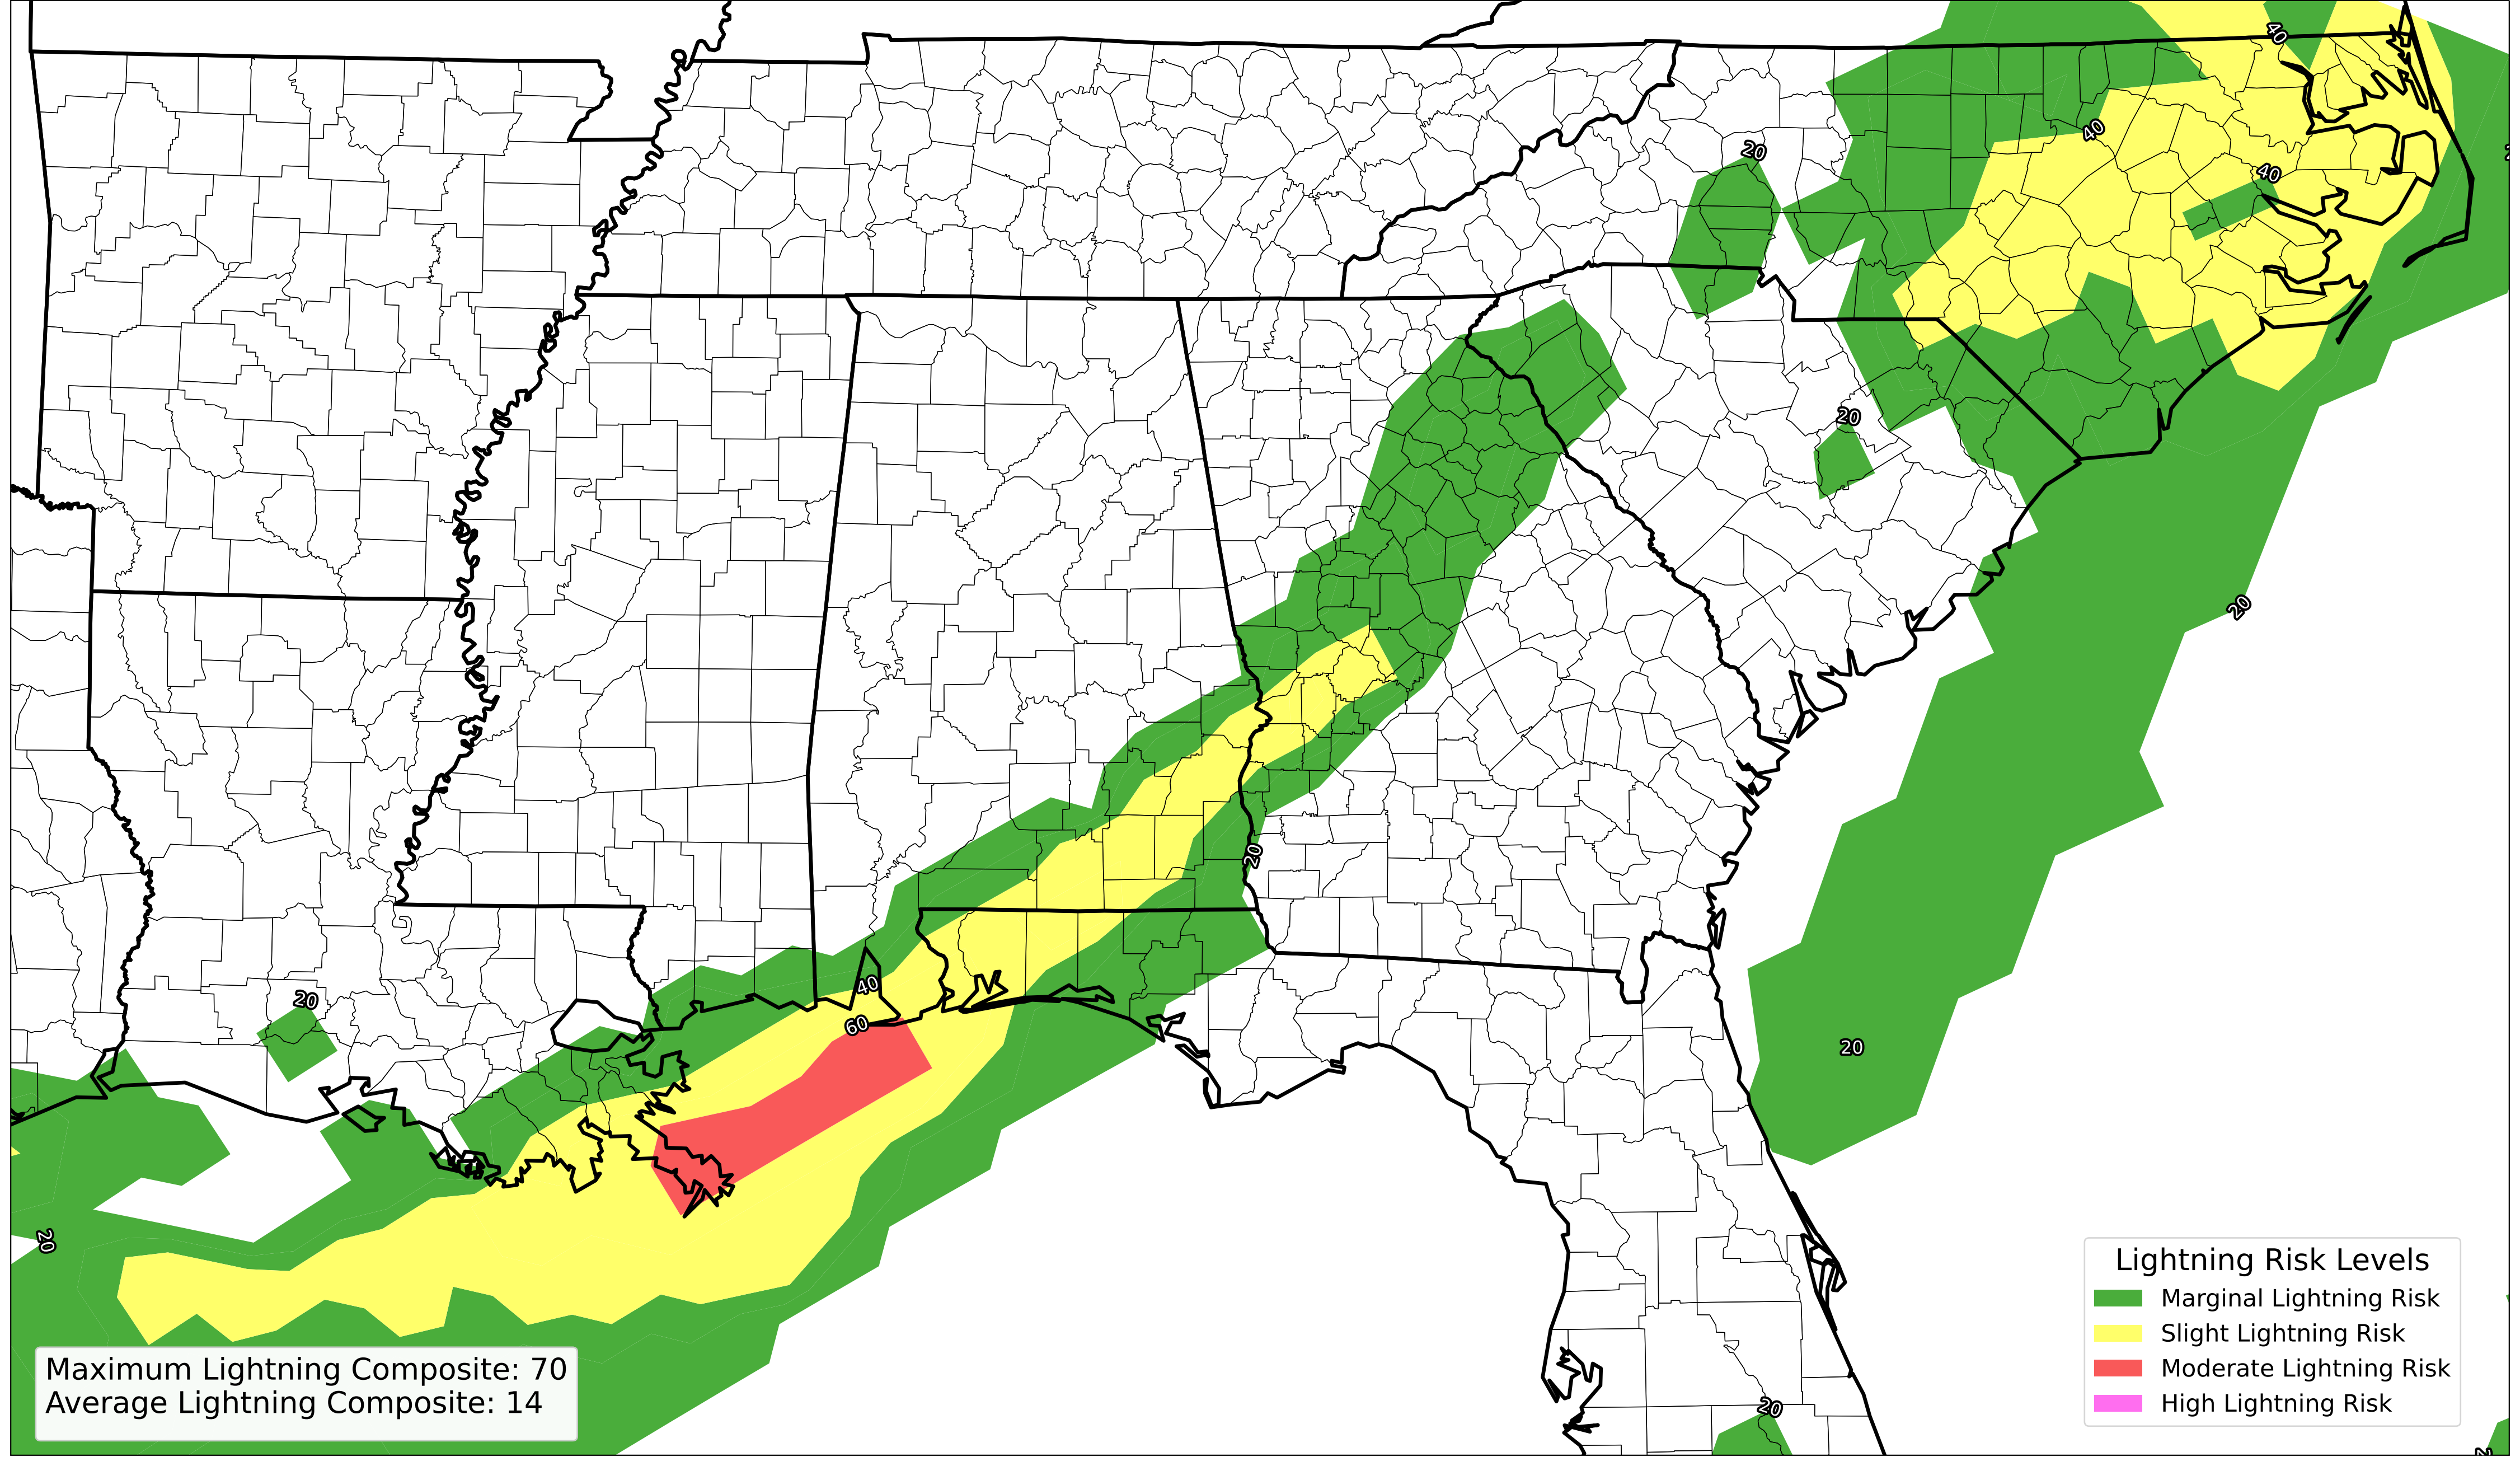 40
20
40
40
20
20
20
20
40
60
20
20
20
20
Maximum Lightning Composite: 70
Average Lightning Composite: 14
Lightning Risk Levels
Marginal Lightning Risk
Slight Lightning Risk
Moderate Lightning Risk
High Lightning Risk